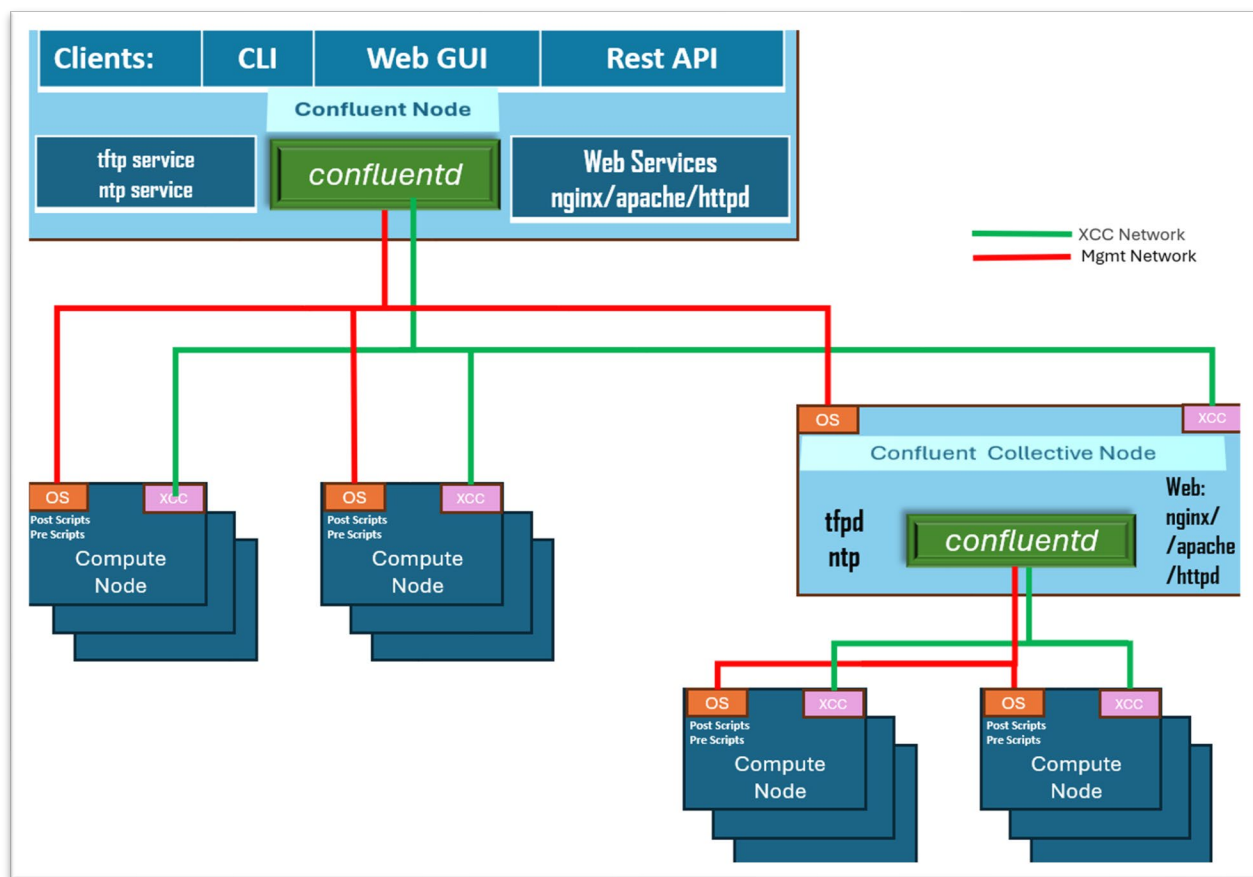 Clients:
CLI
Web GUI
Rest API
Confluent Node
tftp service
ntp service
confluentd
Web Services
nginx/apache/httpd
XCC Network
Mgmt Network
OS
XCC
Confluent Collective Node
tfpd
ntp
confluentd
Web:
nginx/
/apache
/httpd
OS
XCC
Post Scripts
Pre Scripts
Compute
Node
OS
XCC
Post Scripts
Pre Scripts
Compute
Node
OS
XCC
Post Scripts
Pre Scripts
Compute
Node
OS
XCC
Post Scripts
Pre Scripts
Compute
Node